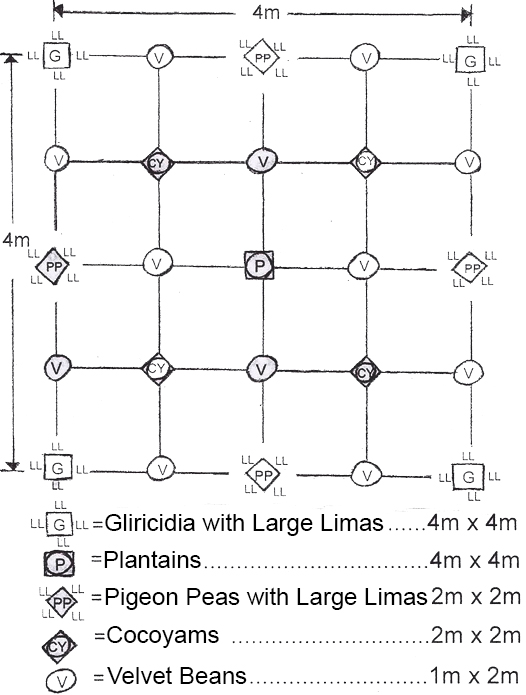 4m
LL LL LL LL
LL G LL V PP V LL G LL
LL LL LL LL
V CY V CY V
4m
LL LL LL LL
PP V P V PP
LL LL LL LL
V CY V CY V
LL LL LL LL
LL G LL V PP V LL G LL
LL LL LL LL
LL
LL G LL =Gliricidia with Large Limas ......4m x 4m
LL
P =Plantains..............................4m x 4m
LL LL
PP =Pigeon Peas with Large Limas 2m x 2m
LL LL
CY =Cocoyams ............................2m x 2m
V =Velvet Beans.........................1m x 2m